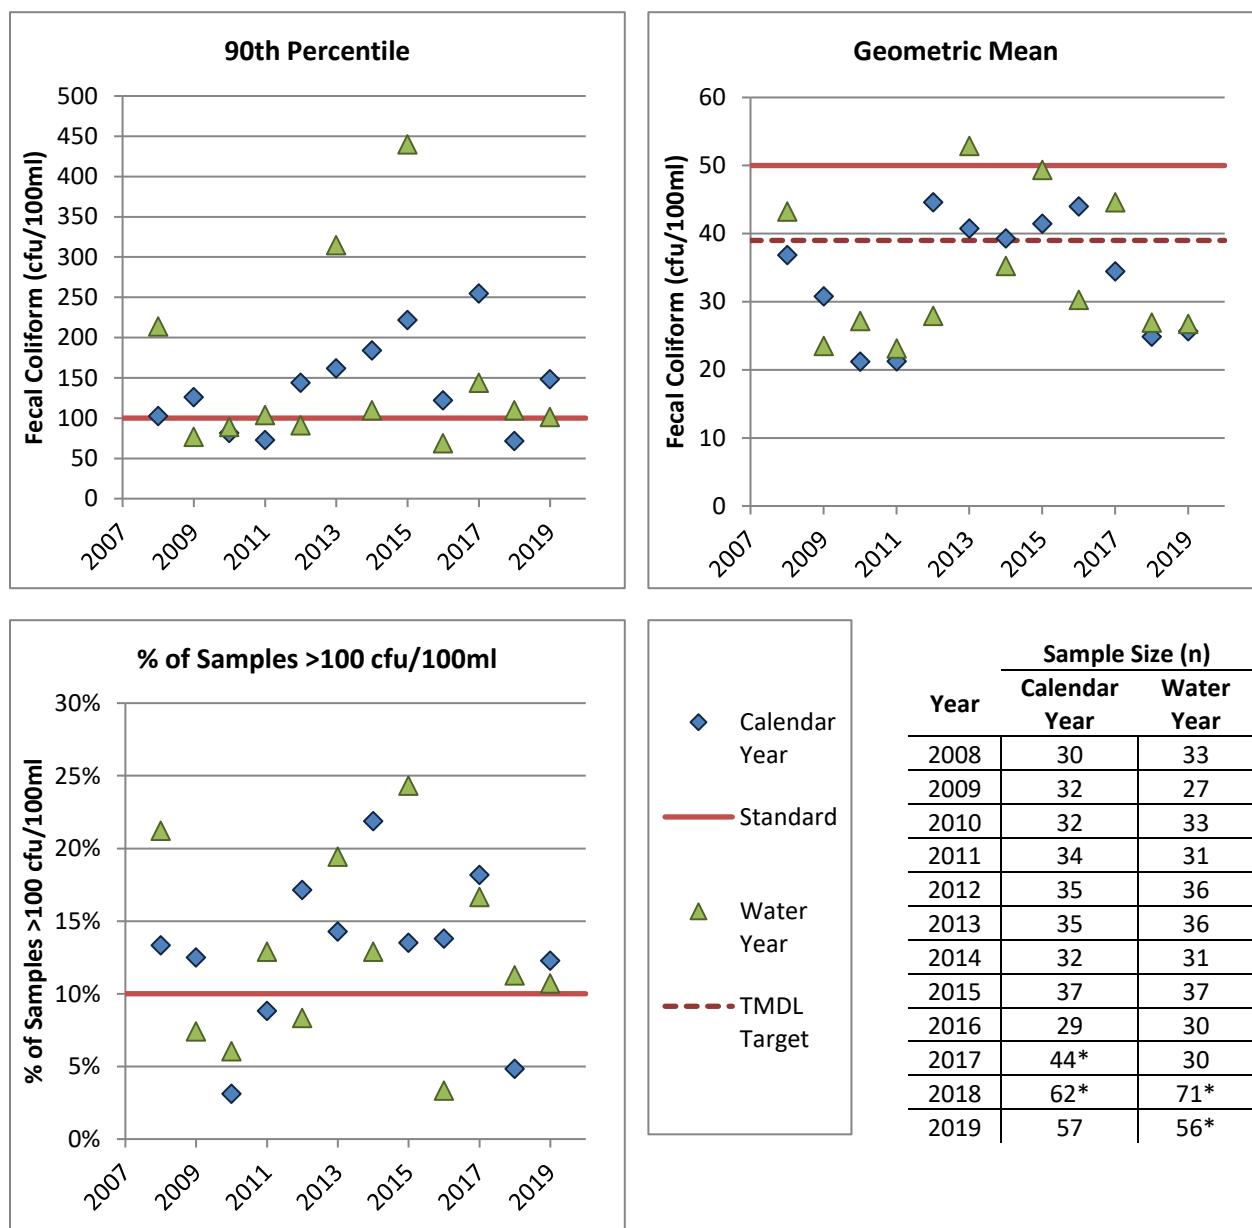 90th Percentile
Fecal Coliform (cfu/100ml)
500
450
400
350
300
250
200
150
100
50
0
2007
2009
2011
2013
2015
2017
2019
Geometric Mean
Fecal Coliform (cfu/100ml)
60
50
40
30
20
10
0
2007
2009
2011
2013
2015
2017
2019
% of Samples >100 cfu/100ml
% of Samples >100 cfu/100ml
30%
25%
20%
15%
10%
5%
0%
2007
2009
2011
2013
2015
2017
2019
Calendar
Year
Standard
Water
Year
TMDL
Target
Sample Size (n)
Year Calendar Year Water Year
2008 30 33
2009 32 27
2010 32 33
2011 34 31
2012 35 36
2013 35 36
2014 32 31
2015 37 37
2016 29 30
2017 44* 30
2018 62* 71*
2019 57 56*